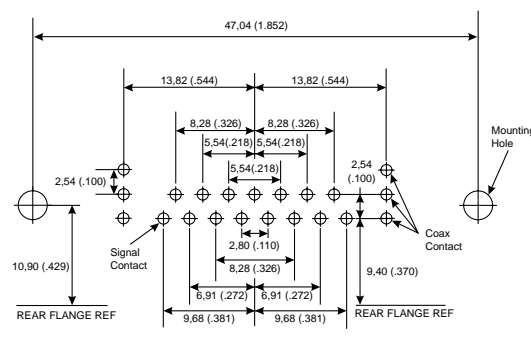 47,04 (1.852)
13,82 (.544)
13,82 (.544)
8,28 (.326)
8,28 (.326)
5,54(.218)
5,54(.218)
5,54(.218)
2,54 (.100)
2,54
(.100)
Mounting
Hole
Signal
Contact
Coax
Contact
2,80 (.110)
8,28 (.326)
10,90 (.429)
9,40 (.370)
6,91 (.272)
6,91 (.272)
REAR FLANGE REF
REAR FLANGE REF
9,68 (.381)
9,68 (.381)